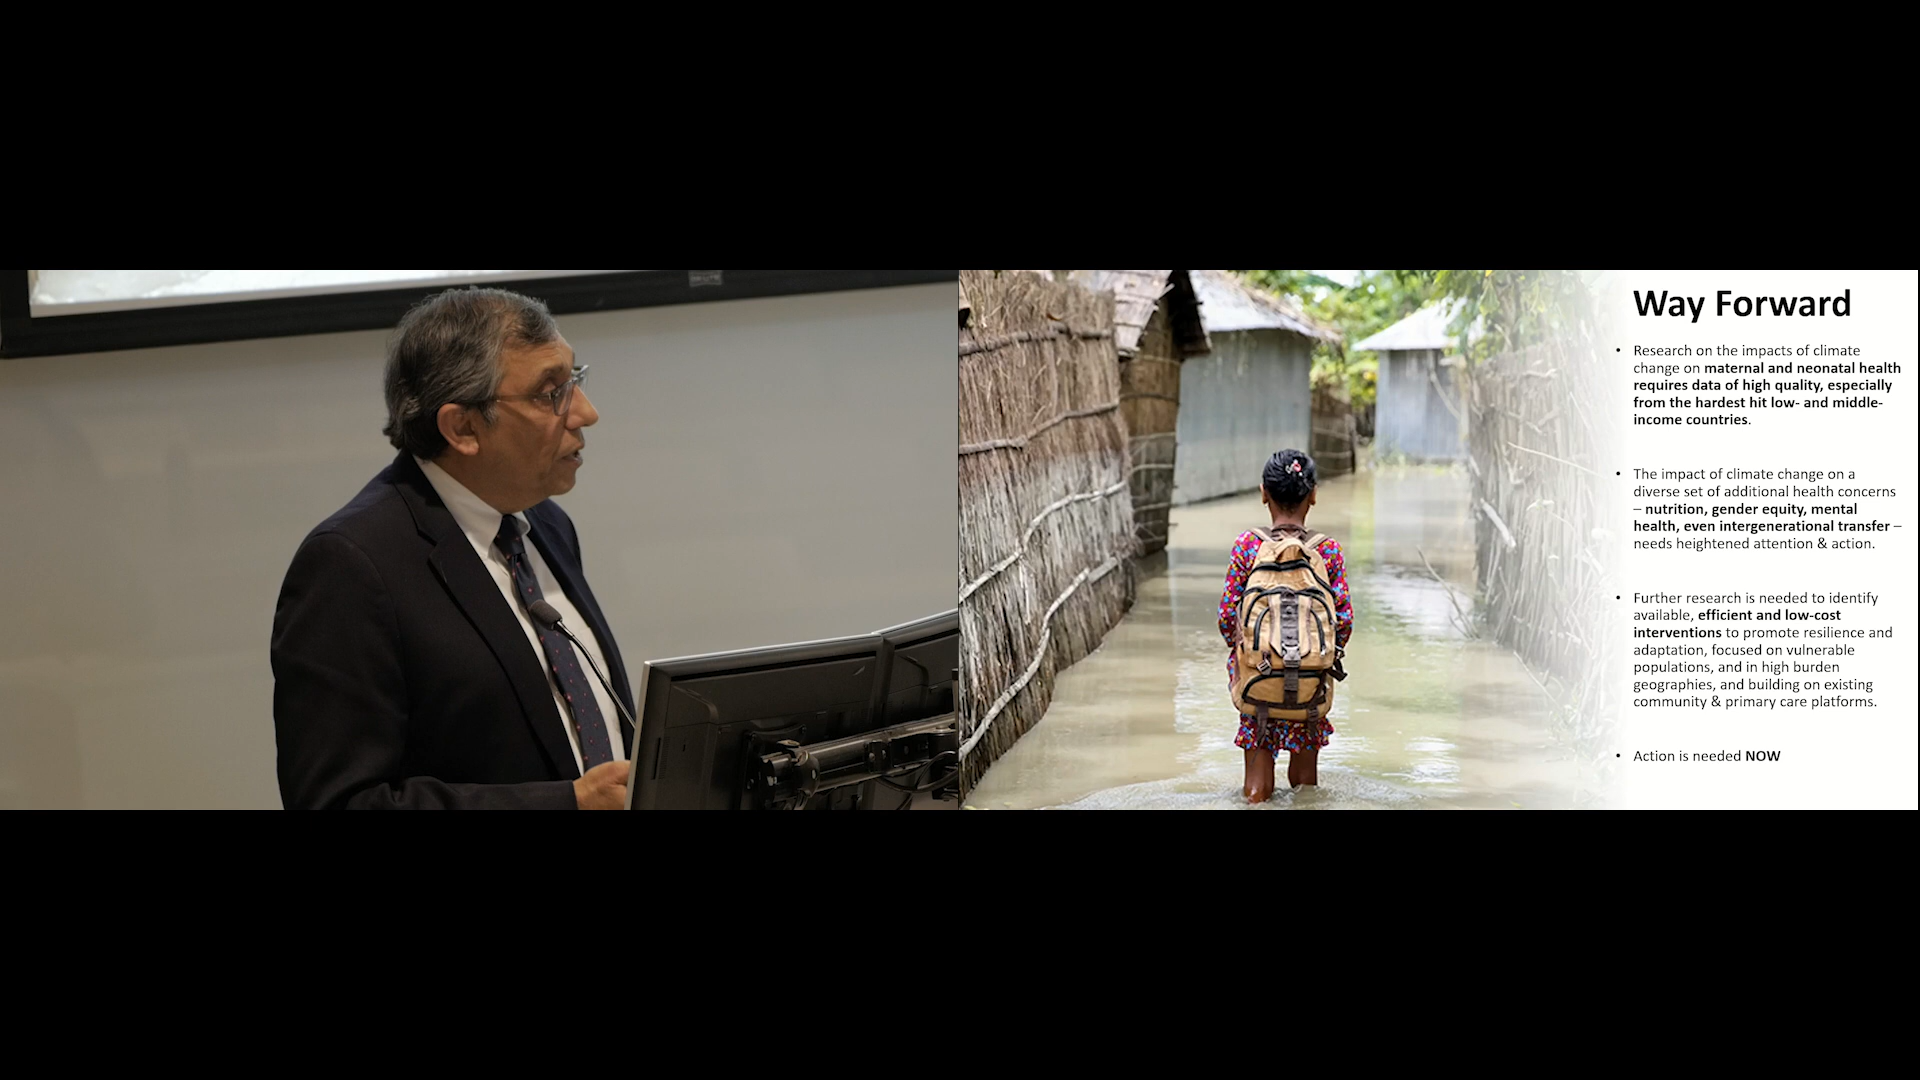 Way Forward
• Research on the impacts of climate
change on maternal and neonatal health
requires data of high quality, especially
from the hardest hit low- and middle-
income countries.
• The impact of climate change on a
diverse set of additional health concerns
– nutrition, gender equity, mental
health, even intergenerational transfer –
needs heightened attention & action.
• Further research is needed to identify
available, efficient and low-cost
interventions to promote resilience and
adaptation, focused on vulnerable
populations, and in high burden
geographies, and building on existing
community & primary care platforms.
• Action is needed NOW